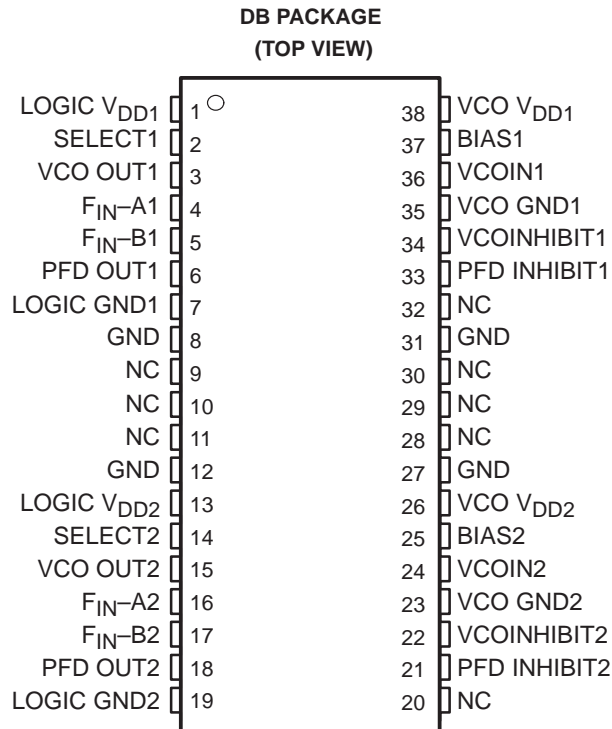 DB PACKAGE
(TOP VIEW)
LOGIC VDD1 1 38 VCO VDD1
SELECT1 2 37 BIAS1
VCO OUT1 3 36 VCOIN1
FIN–A1 4 35 VCO GND1
FIN–B1 5 34 VCOINHIBIT1
PFD OUT1 6 33 PFD INHIBIT1
LOGIC GND1 7 32 NC
GND 8 31 GND
NC 9 30 NC
NC 10 29 NC
NC 11 28 NC
GND 12 27 GND
LOGIC VDD2 13 26 VCO VDD2
SELECT2 14 25 BIAS2
VCO OUT2 15 24 VCOIN2
FIN–A2 16 23 VCO GND2
FIN–B2 17 22 VCOINHIBIT2
PFD OUT2 18 21 PFD INHIBIT2
LOGIC GND2 19 20 NC